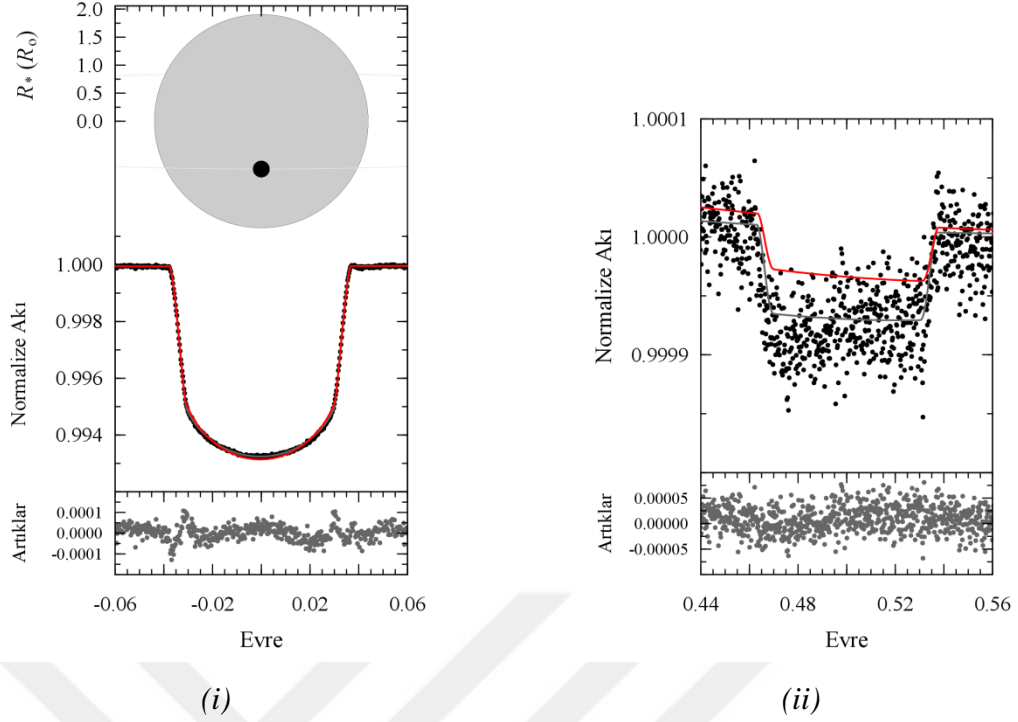 2.0
1.5
1.0
0.5
0.0
R* (R₀)
1.000
0.998
0.996
0.994
Normalize Akı
0.0001
0.0000
-0.0001
Artıklar
-0.06 -0.02 0.02 0.06
Evre
(i)
1.0001
1.0000
0.9999
Normalize Akı
0.00005
0.00000
-0.00005
Artıklar
0.44 0.48 0.52 0.56
Evre
(ii)